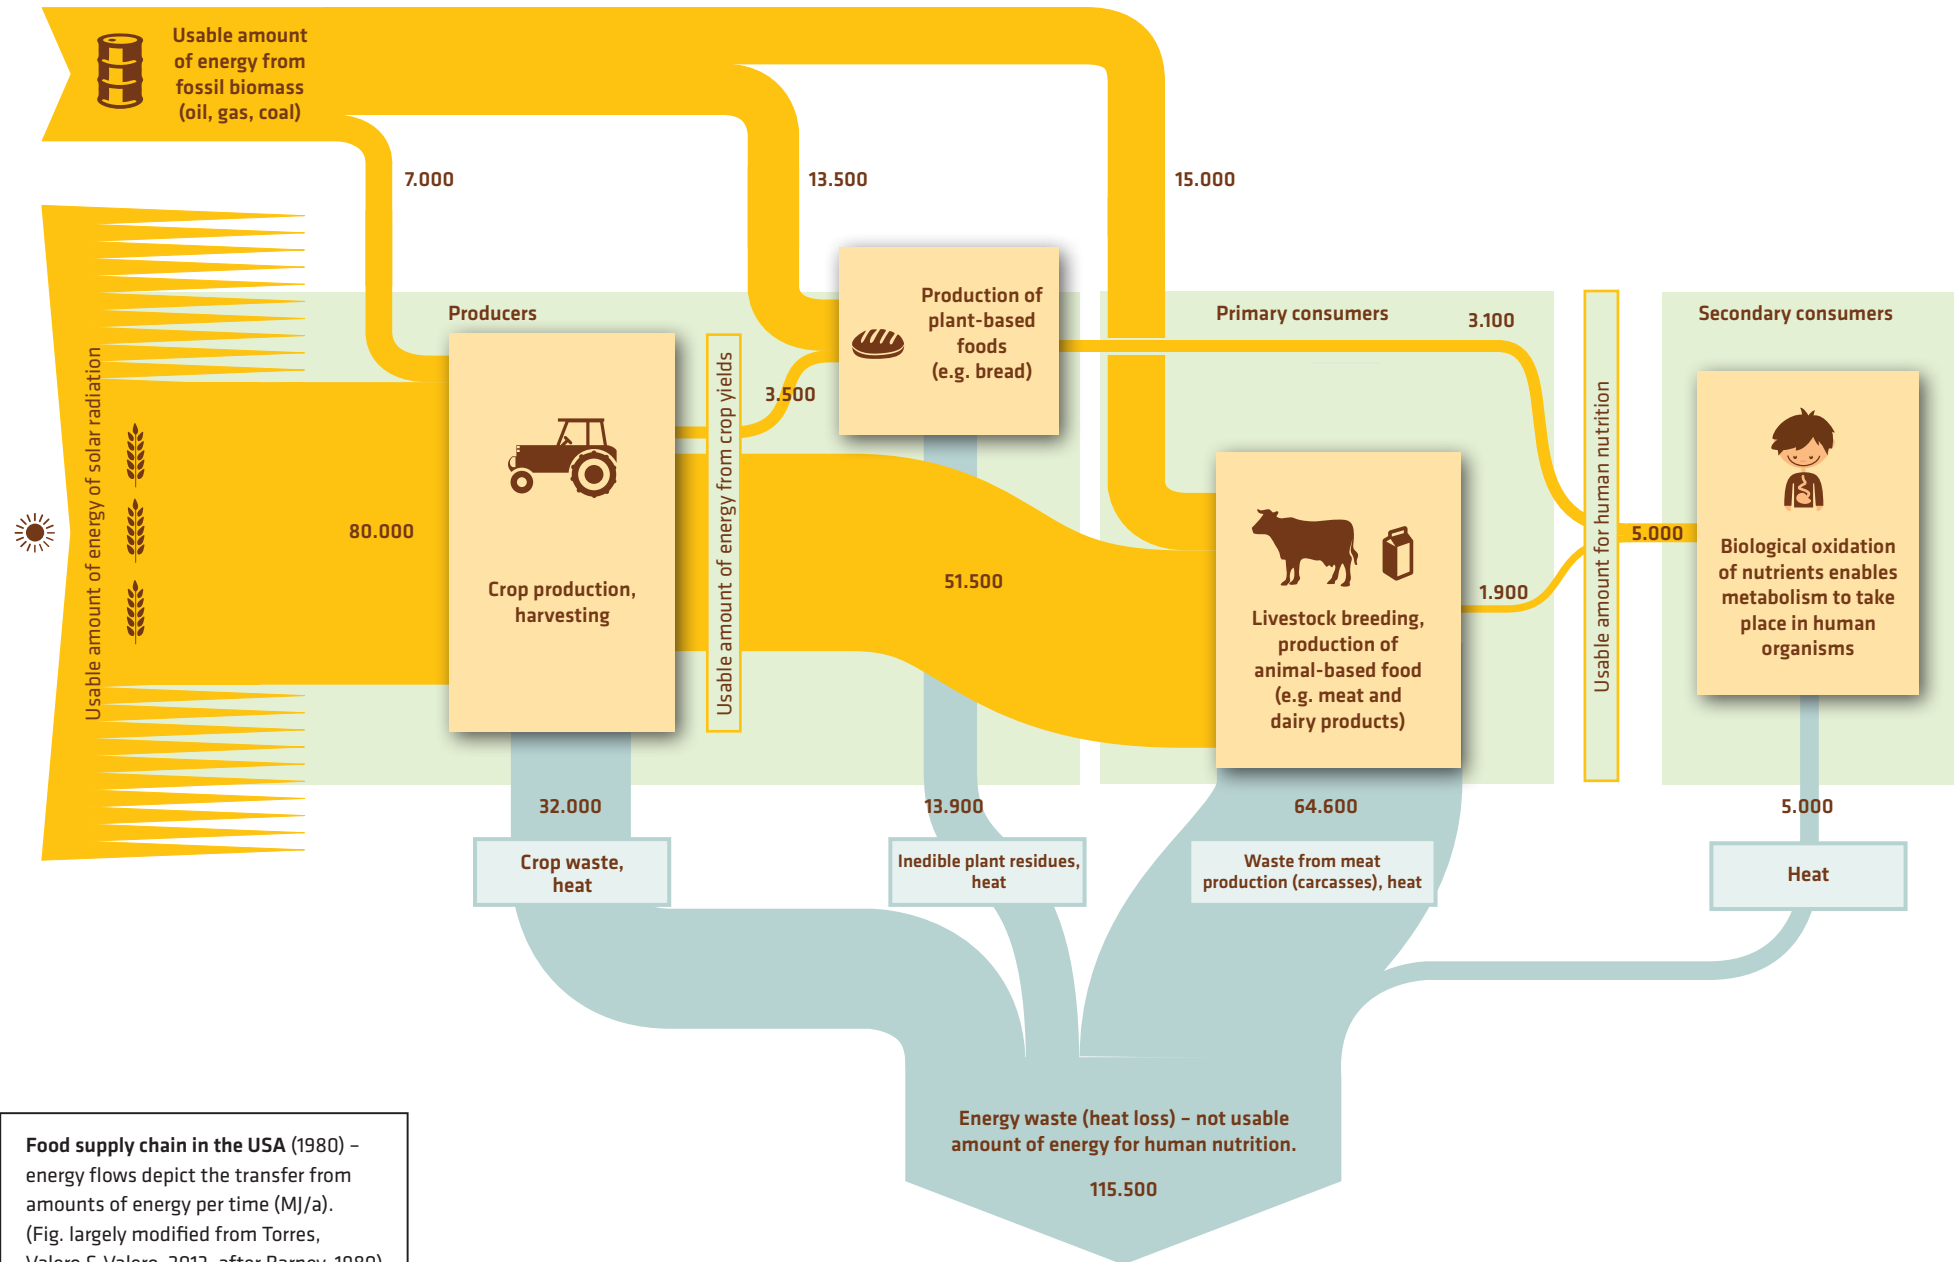 Usable amount
of energy from
fossil biomass
(oil, gas, coal)
7.000
13.500
15.000
Usable amount of energy of solar radiation
80.000
Producers
Crop production,
harvesting
Usable amount of energy from crop yields
3.500
Production of
plant-based
foods
(e.g. bread)
51.500
Primary consumers
3.100
Livestock breeding,
production of
animal-based food
(e.g. meat and
dairy products)
1.900
Usable amount for human nutrition
5.000
Secondary consumers
Biological oxidation
of nutrients enables
metabolism to take
place in human
organisms
32.000
13.900
64.600
5.000
Crop waste,
heat
Inedible plant residues,
heat
Waste from meat
production (carcasses), heat
Heat
Energy waste (heat loss) – not usable
amount of energy for human nutrition.
115.500
Food supply chain in the USA (1980) –
energy flows depict the transfer from
amounts of energy per time (MJ/a).
(Fig. largely modified from Torres,
Valero & Valero, 2013, after Barney, 1980)